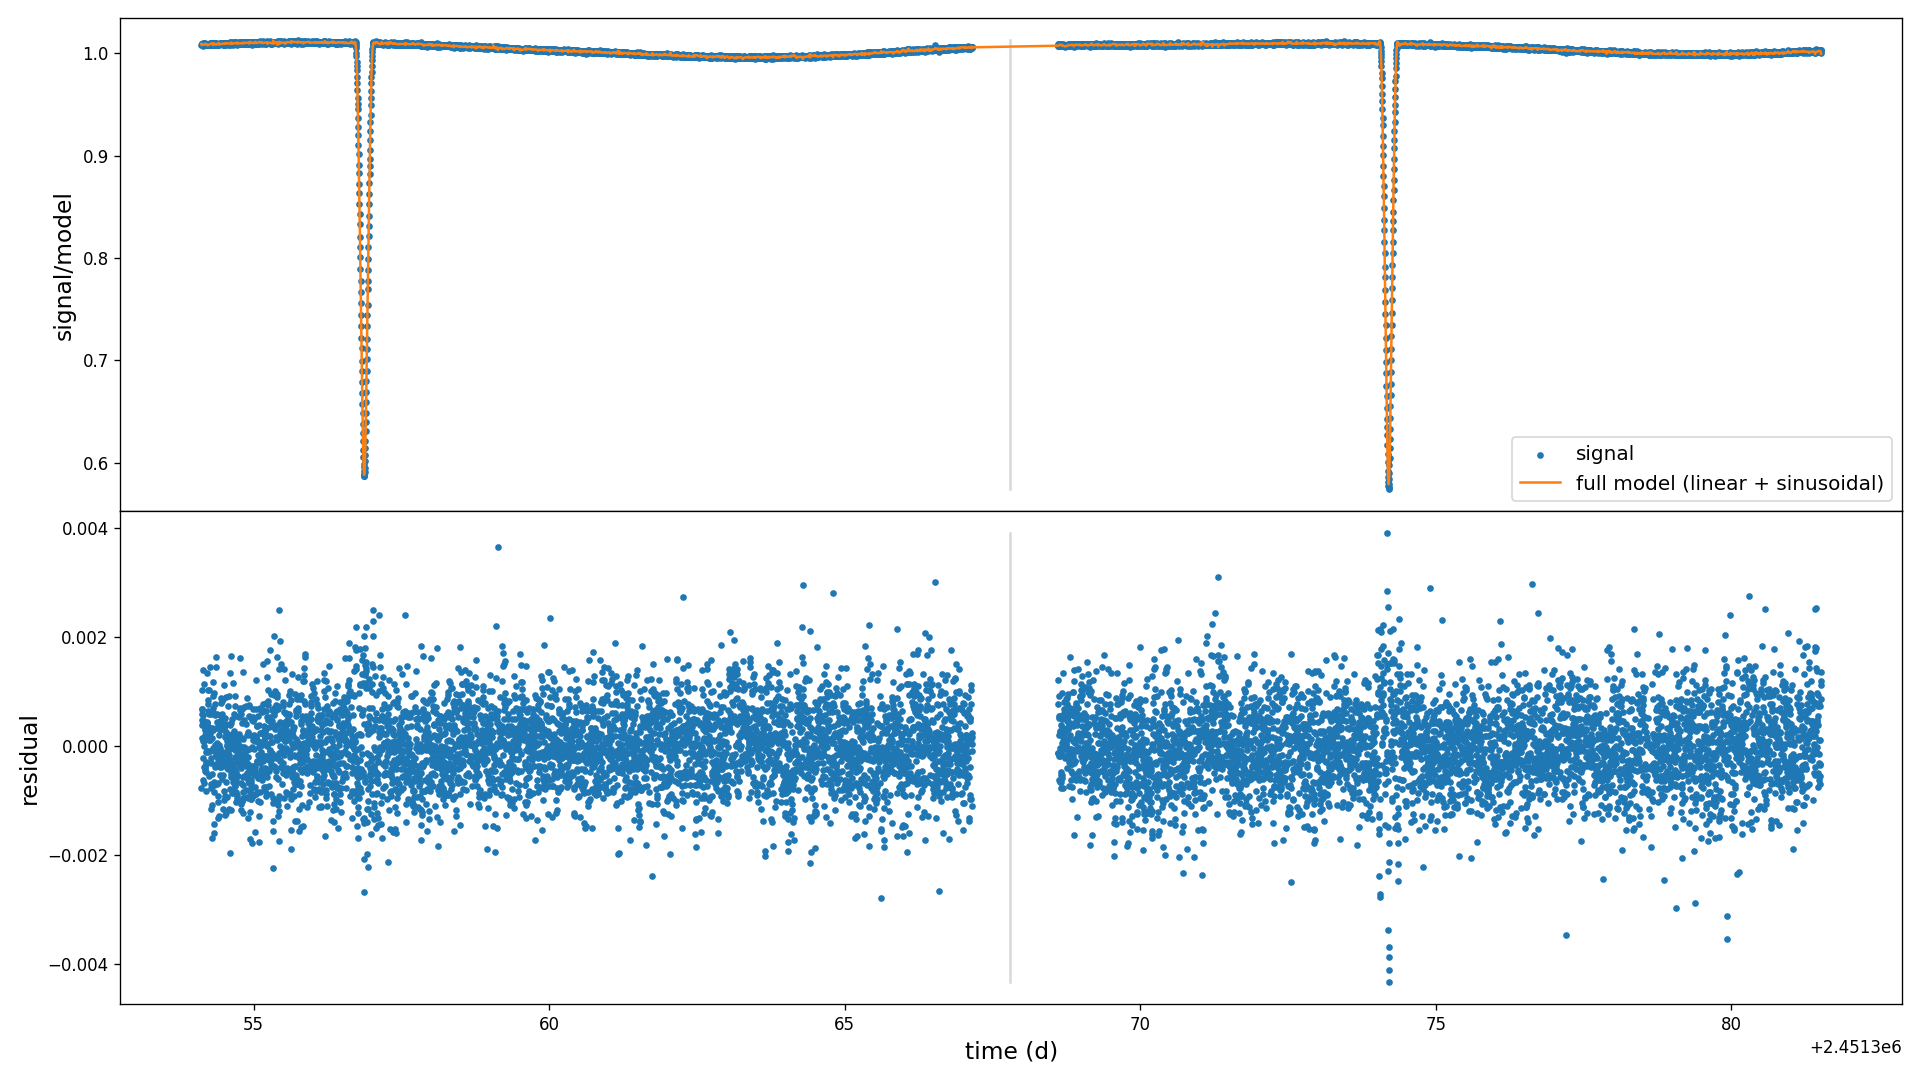 1.0
0.9
0.8
0.7
0.6
signal/model
signal
full model (linear + sinusoidal)
0.004
0.002
0.000
−0.002
−0.004
residual
55
60
65
70
75
80
time (d)
+2.4513e6